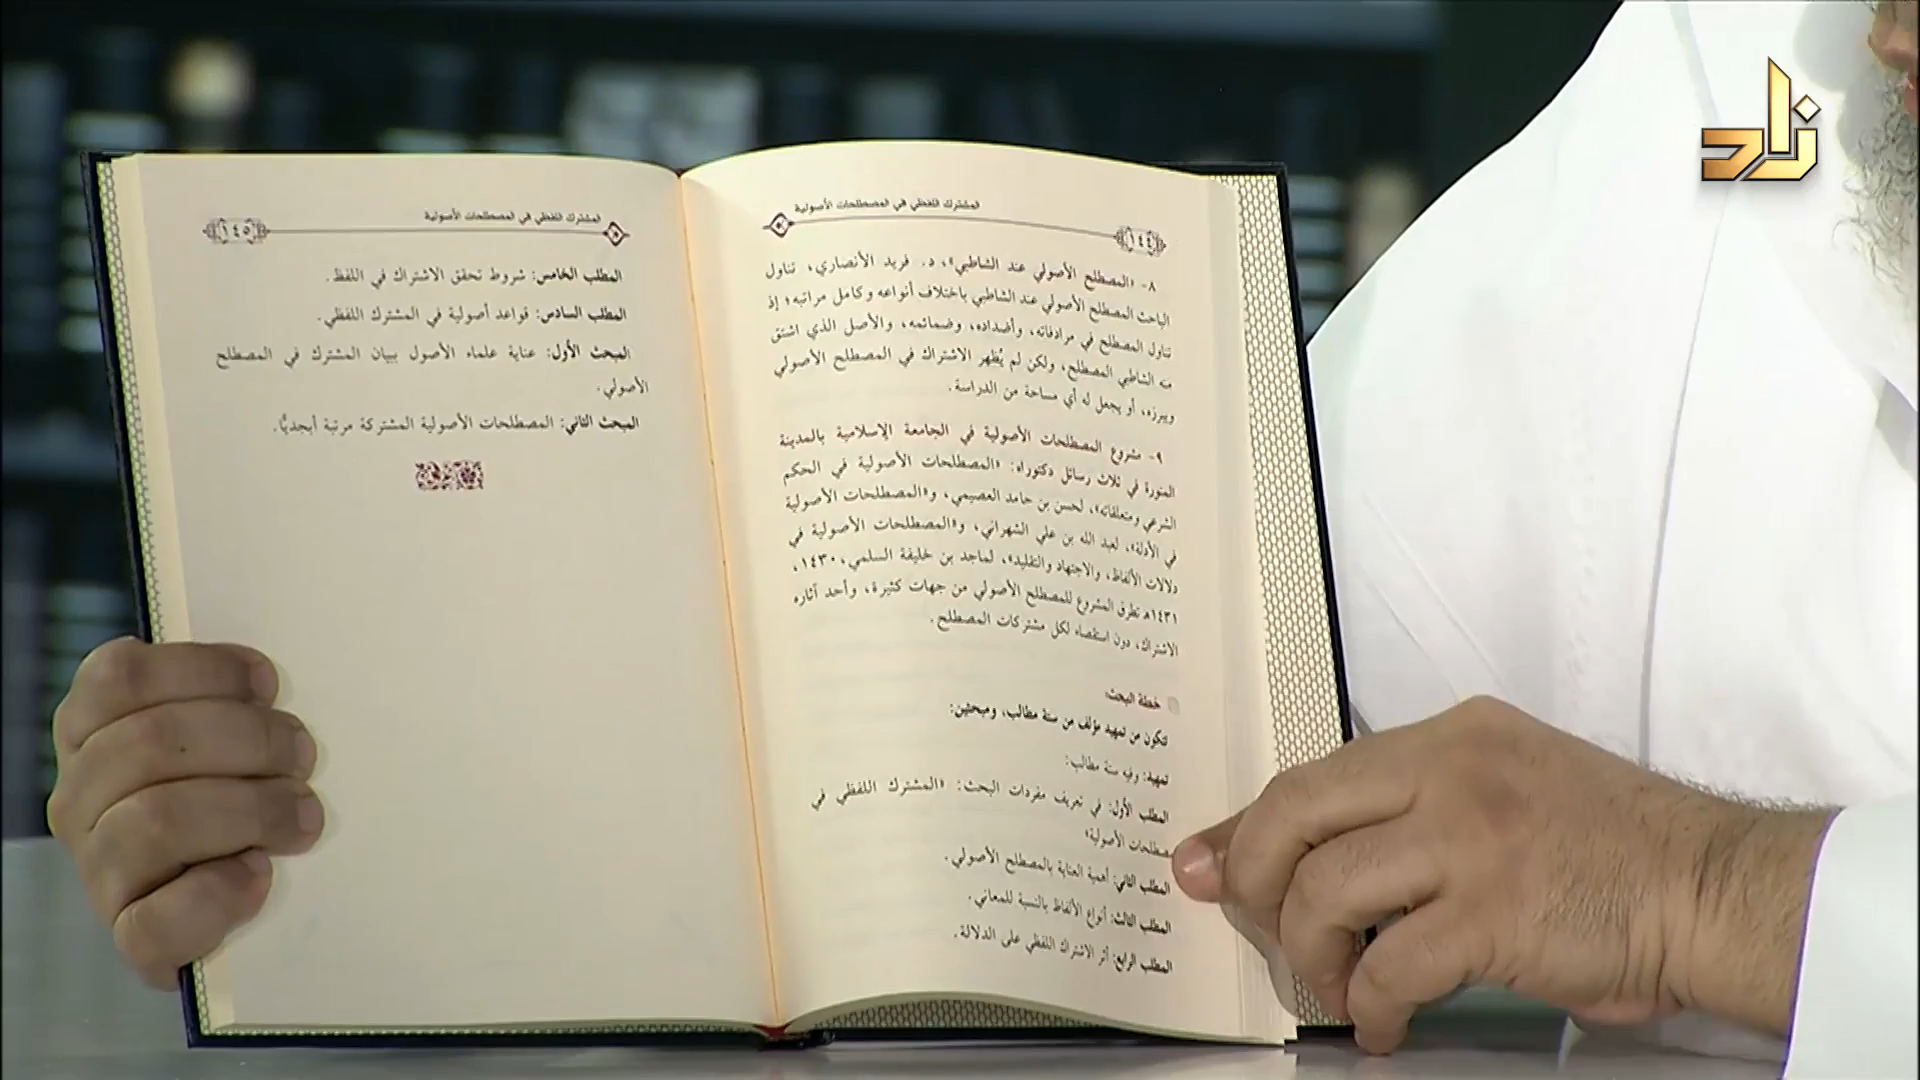 ١٤٤
المشترك اللفظي في المصطلحات الأصولية
٨- «المصطلح الأصولي عند الشاطبي»، د. فريد الأنصاري، تناول
الباحث المصطلح الأصولي عند الشاطبي باختلاف أنواعه وكامل مراتبه؛ إذ
تناول المصطلح في مرادفاته، وأضداده، وضمائمه، والأصل الذي اشتق
منه الشاطبي المصطلح، ولكن لم يُظهر الاشتراك في المصطلح الأصولي
ويبرزه، أو يجعل له أي مساحة من الدراسة.
٩- مشروع المصطلحات الأصولية في الجامعة الإسلامية بالمدينة
المنورة في ثلاث رسائل دكتوراه: «المصطلحات الأصولية في الحكم
الشرعي ومتعلقاته»، لحسن بن حامد العصيمي، و«المصطلحات الأصولية
في الأدلة»، لعبد الله بن علي الشهراني، و«المصطلحات الأصولية في
دلالات الألفاظ، والاجتهاد والتقليد»، لماجد بن خليفة السلمي، ١٤٣٠،
١٤٣١هـ تطرق المشروع للمصطلح الأصولي من جهات كثيرة، وأحد آثاره
الاشتراك، دون استقصاء لكل مشتركات المصطلح.
خطة البحث:
تتكون من تمهيد مؤلف من ستة مطالب، ومبحثين:
تمهيد: وفيه ستة مطالب:
المطلب الأول: في تعريف مفردات البحث: «المشترك اللفظي في
مصطلحات الأصولية»
المطلب الثاني: أهمية العناية بالمصطلح الأصولي.
المطلب الثالث: أنواع الألفاظ بالنسبة للمعاني.
المطلب الرابع: أثر الاشتراك اللفظي على الدلالة.
المشترك اللفظي في المصطلحات الأصولية
١٤٥
المطلب الخامس: شروط تحقق الاشتراك في اللفظ.
المطلب السادس: قواعد أصولية في المشترك اللفظي.
المبحث الأول: عناية علماء الأصول ببيان المشترك في المصطلح
الأصولي.
المبحث الثاني: المصطلحات الأصولية المشتركة مرتبة أبجديًّا.
زاد